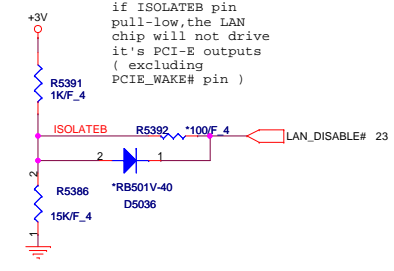 if ISOLATEB pin
pull-low,the LAN
chip will not drive
it's PCI-E outputs
( excluding
PCIE_WAKE# pin )
+3V
R5391
1K/F_4
ISOLATEB
R5392
*100/F_4
LAN_DISABLE# 23
2
1
2
R5386
*RB501V-40
D5036
15K/F_4
1